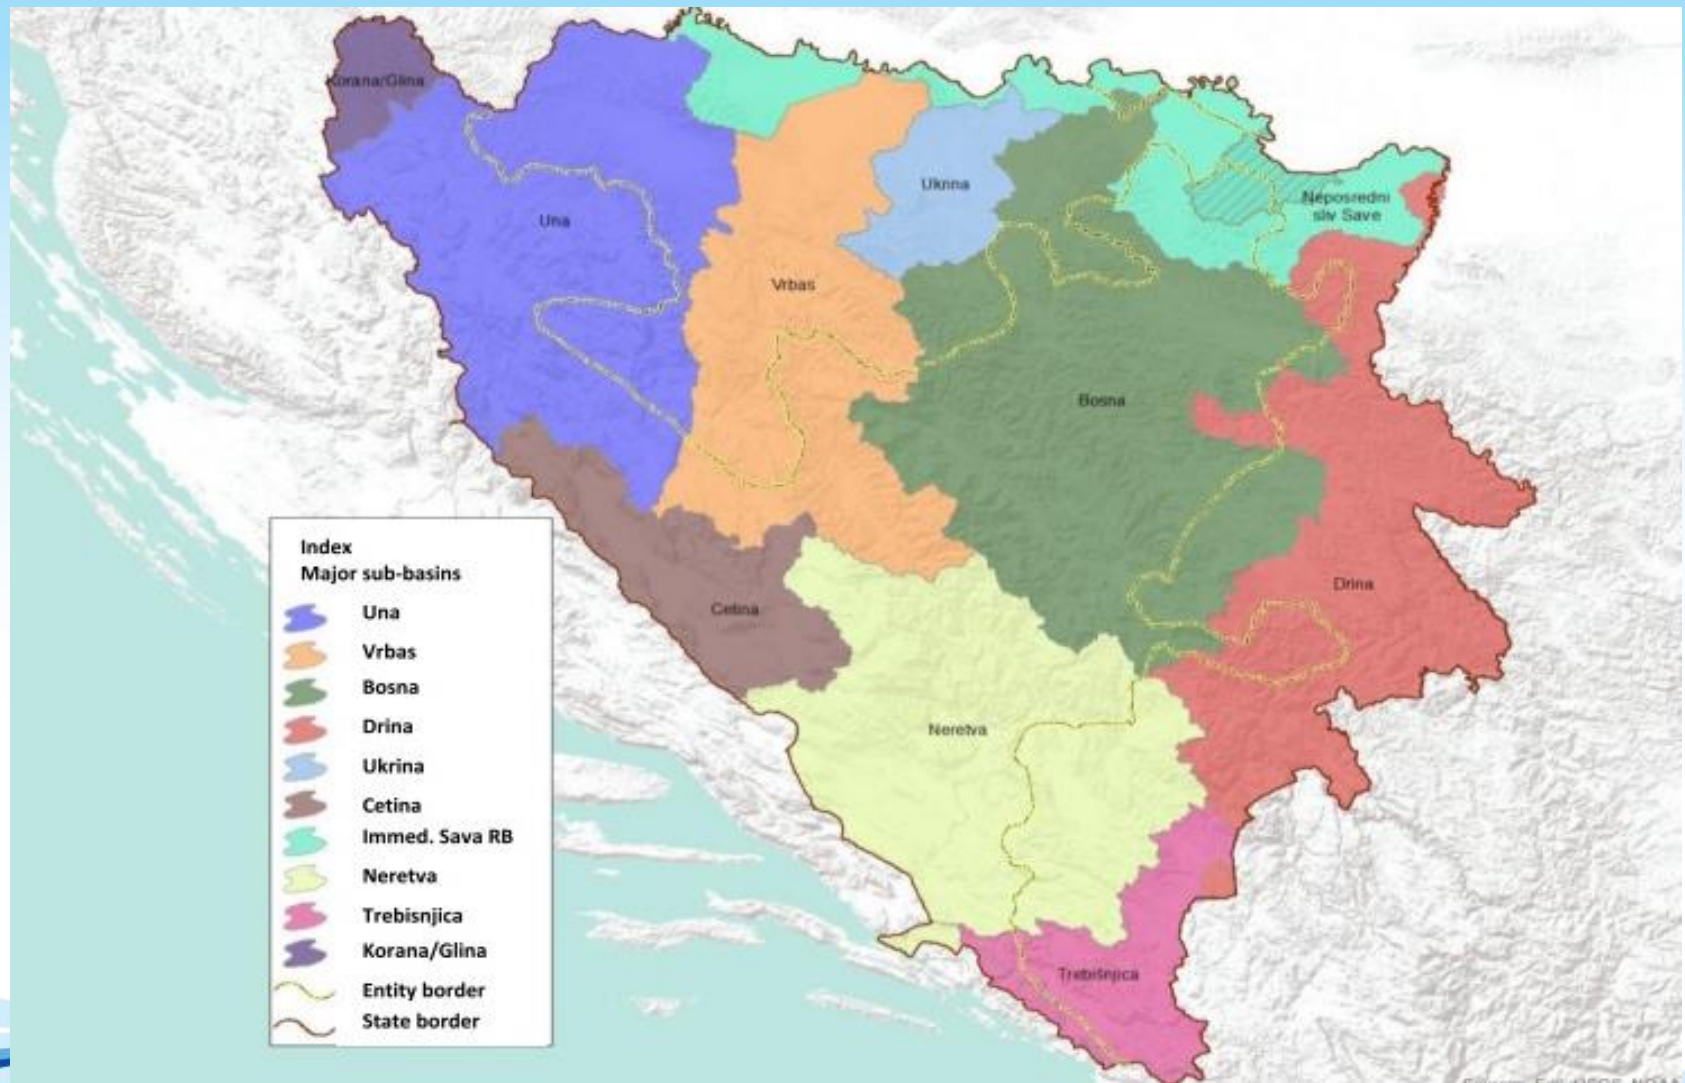 Korana/Glina
Una
Ukrina
Neposredni
sliv Save
Vrbas
Bosna
Drina
Cetina
Neretva
Trebišnjica
Index
Major sub-basins
Una
Vrbas
Bosna
Drina
Ukrina
Cetina
Immed. Sava RB
Neretva
Trebisnjica
Korana/Glina
Entity border
State border